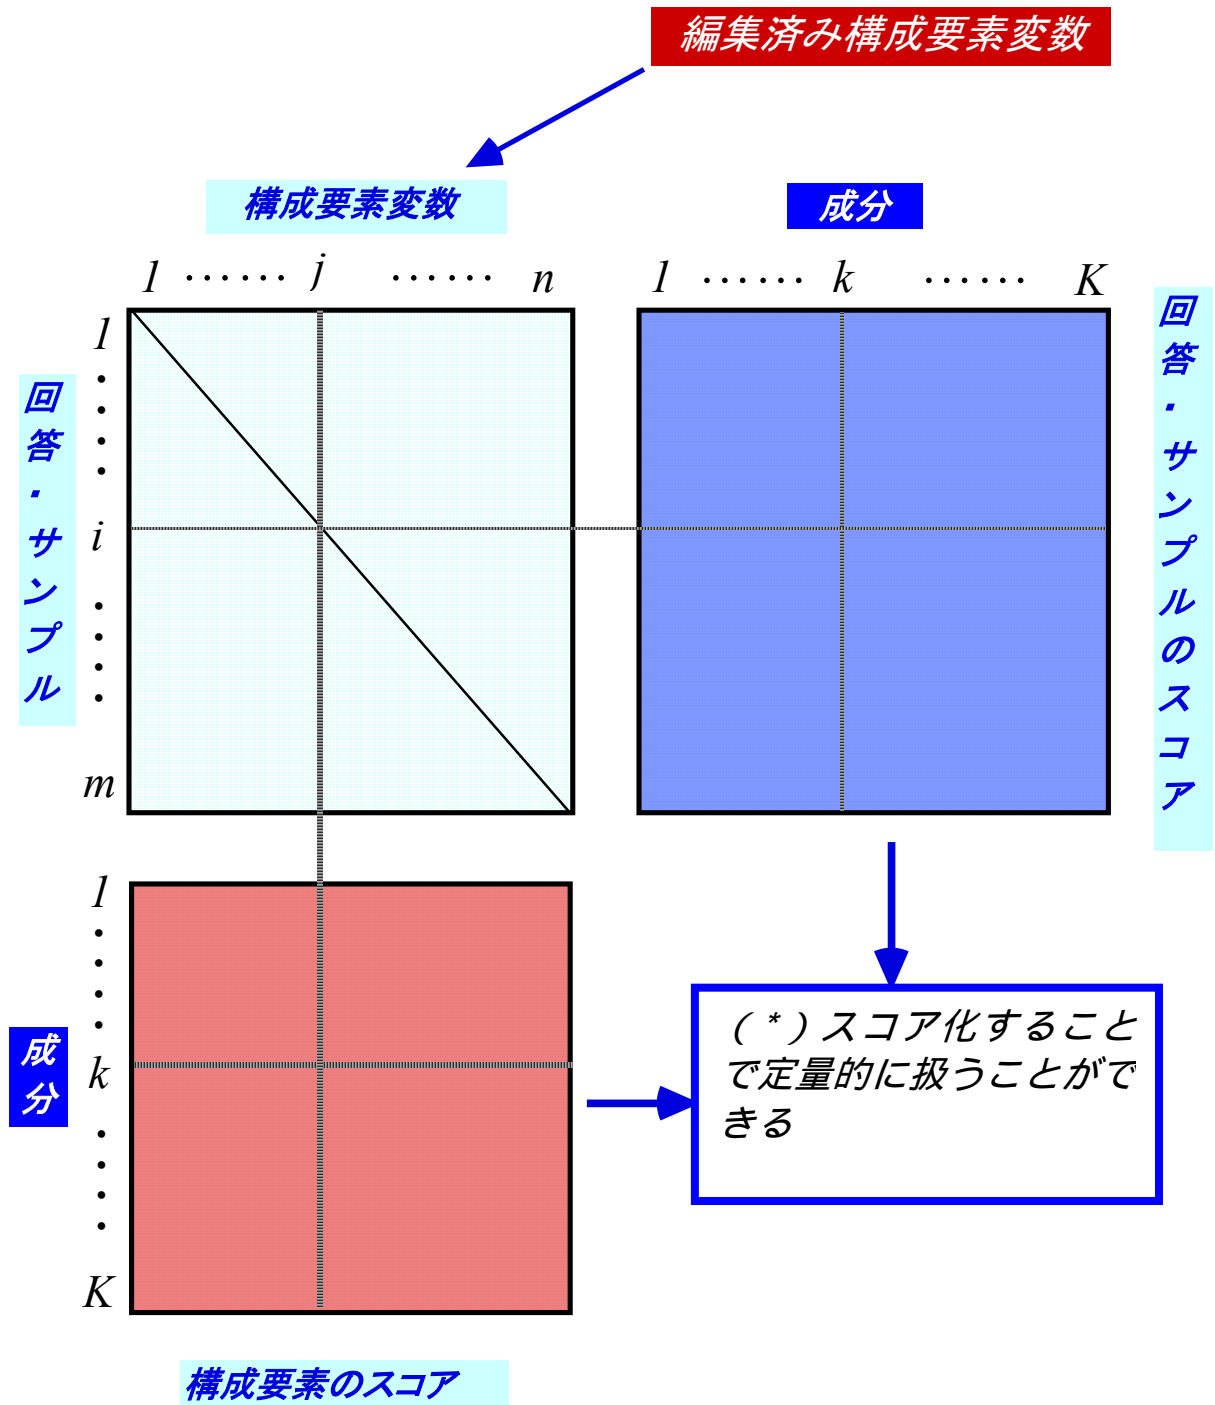 編集済み構成要素変数
構成要素変数
成分
1 ・・・・・・ j ・・・・・・ n
1 ・・・・・・ k ・・・・・・ K
回答・サンプル
1
・
・
・
・
i
・
・
・
・
m
回答・サンプルのスコア
成分
1
・
・
・
・
k
・
・
・
・
K
（*）スコア化すること
で定量的に扱うことがで
きる
構成要素のスコア